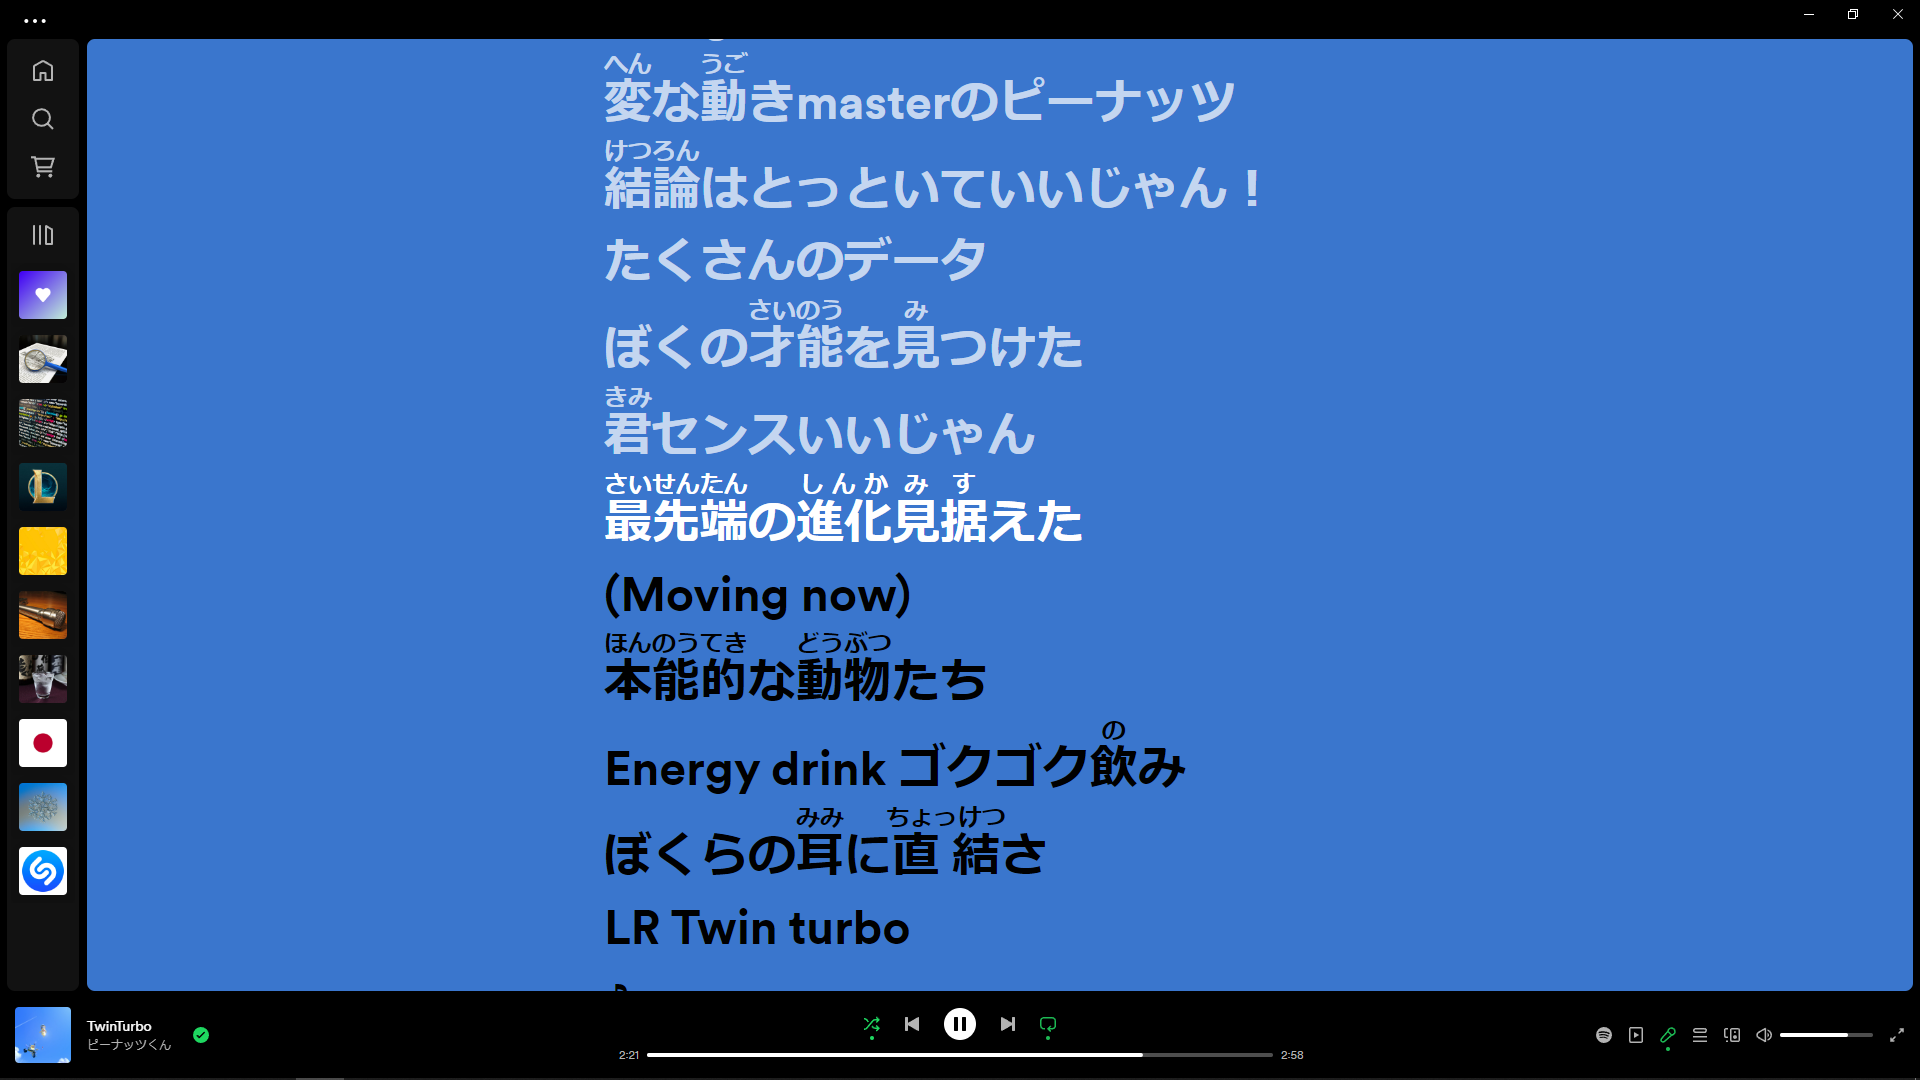 へん うご
変な動きmasterのピーナッツ
けつろん
結論はとっといていいじゃん！
たくさんのデータ
さいのう み
ぼくの才能を見つけた
きみ
君センスいいじゃん
さいせんたん しんか み す
最先端の進化見据えた
(Moving now)
ほんのうてき どうぶつ
本能的な動物たち
の
Energy drink ゴクゴク飲み
みみ ちょっけつ
ぼくらの耳に直結さ
LR Twin turbo
TwinTurbo
ピーナッツくん
2:21
2:58